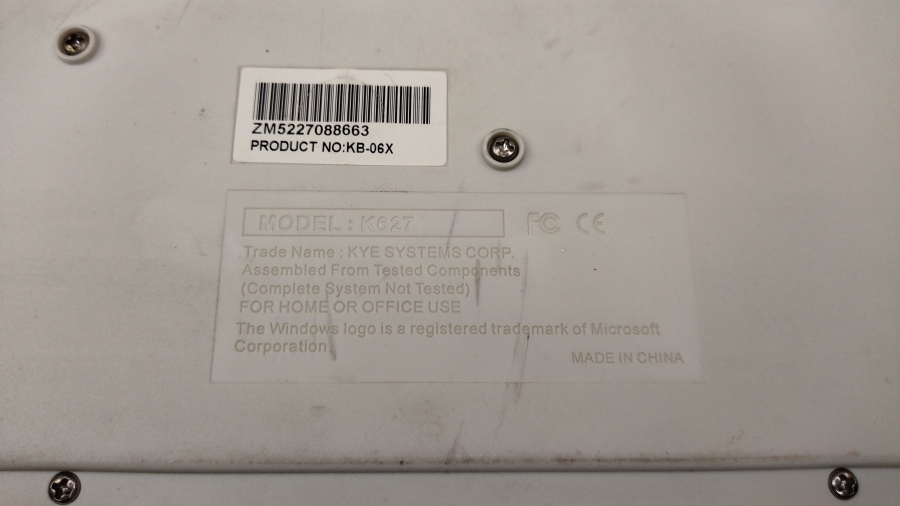 ZM5227088663
PRODUCT NO:KB-06X
MODEL : K627 FC CE
Trade Name : KYE SYSTEMS CORP.
Assembled From Tested Components
(Complete System Not Tested)
FOR HOME OR OFFICE USE
The Windows logo is a registered trademark of Microsoft
Corporation.
MADE IN CHINA